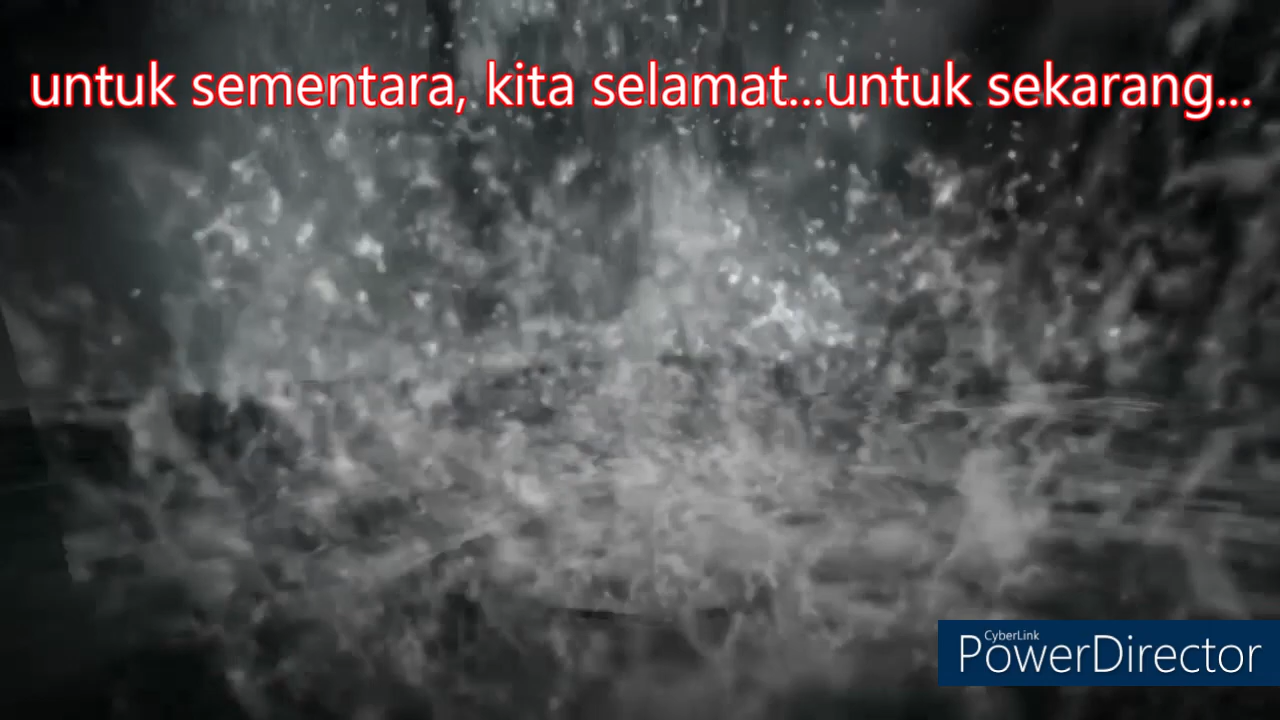 untuk sementara, kita selamat...untuk sekarang...
CyberLink
PowerDirector